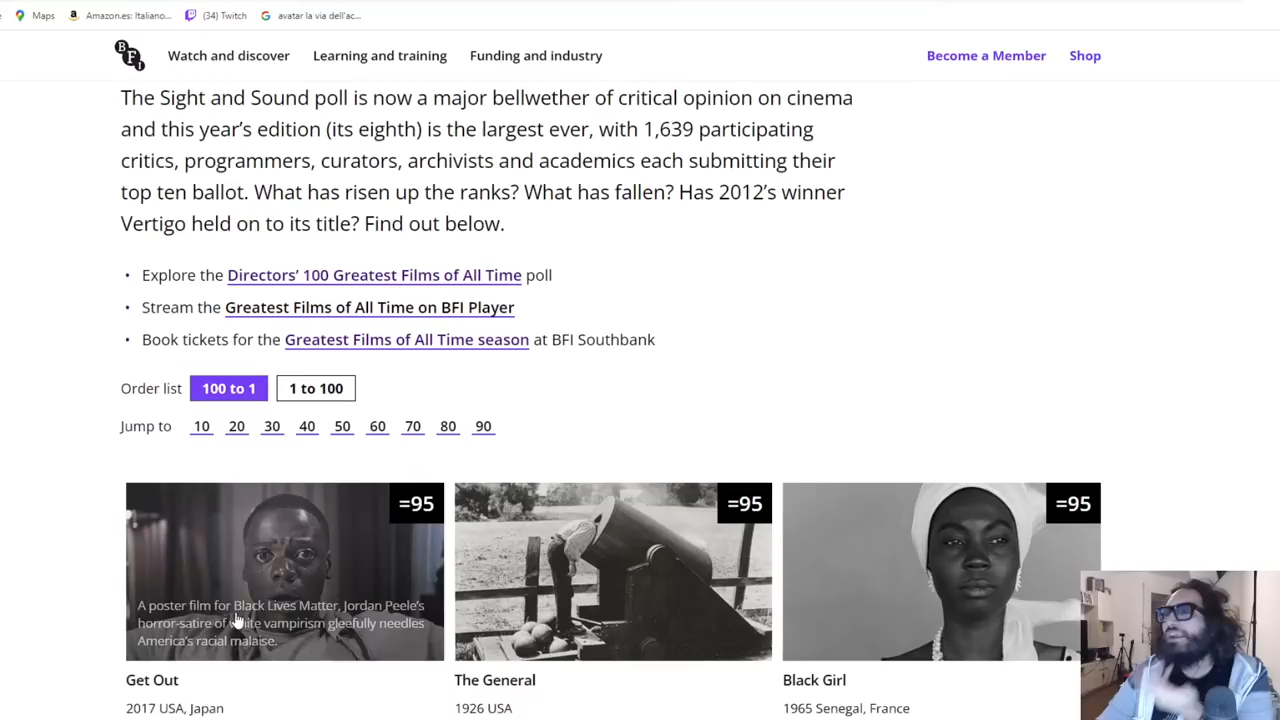 Maps
Amazon.es: Italiano...
(34) Twitch
avatar la via dell'ac...
BFI
Watch and discover
Learning and training
Funding and industry
Become a Member
Shop
The Sight and Sound poll is now a major bellwether of critical opinion on cinema
and this year’s edition (its eighth) is the largest ever, with 1,639 participating
critics, programmers, curators, archivists and academics each submitting their
top ten ballot. What has risen up the ranks? What has fallen? Has 2012’s winner
Vertigo held on to its title? Find out below.
• Explore the Directors’ 100 Greatest Films of All Time poll
• Stream the Greatest Films of All Time on BFI Player
• Book tickets for the Greatest Films of All Time season at BFI Southbank
Order list 100 to 1 1 to 100
Jump to 10 20 30 40 50 60 70 80 90
=95
=95
=95
A poster film for Black Lives Matter, Jordan Peele’s
horror-satire of white vampirism gleefully needles
America’s racial malaise.
Get Out
The General
Black Girl
2017 USA, Japan
1926 USA
1965 Senegal, France